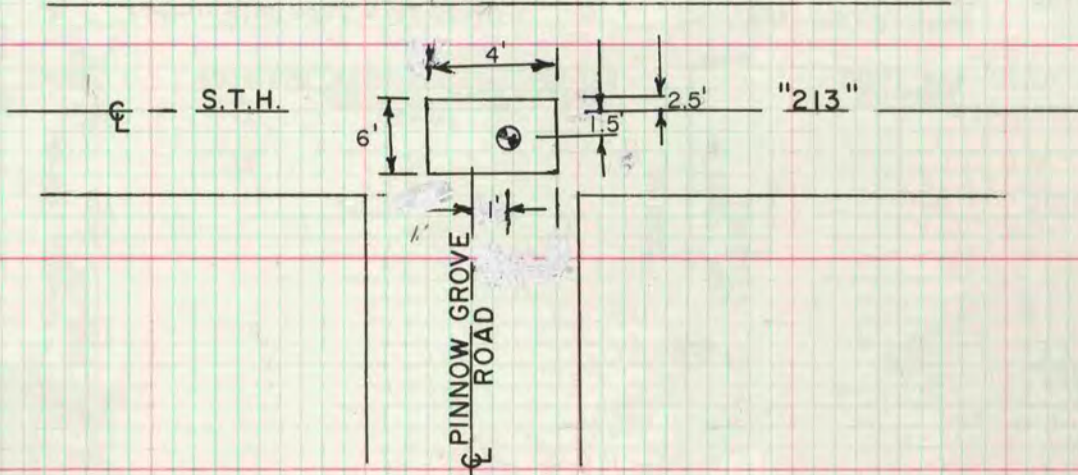 4'
℄ S.T.H. 2.5' "213"
6' 1.5'
1'
℄ PINNOW GROVE
ROAD